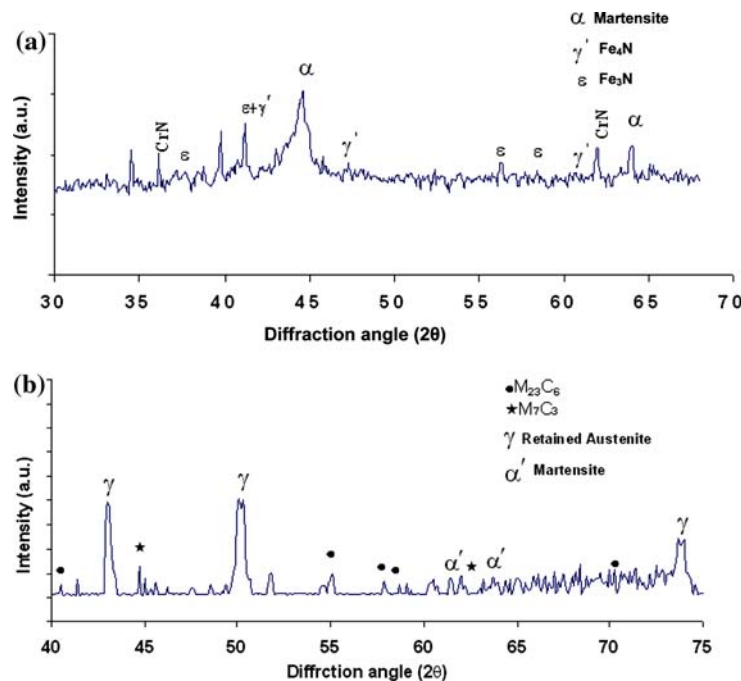 (a)
α Martensite
γ' Fe₄N
ε Fe₃N
Intensity (a.u.)
CrN
ε
ε+γ'
α
γ'
ε
ε
γ'
CrN
α
30 35 40 45 50 55 60 65 70
Diffraction angle (2θ)
(b)
●M₂₃C₆
★M₇C₃
γ Retained Austenite
α' Martensite
Intensity (a.u.)
γ
γ
α'
α'
γ
40 45 50 55 60 65 70 75
Diffrction angle (2θ)